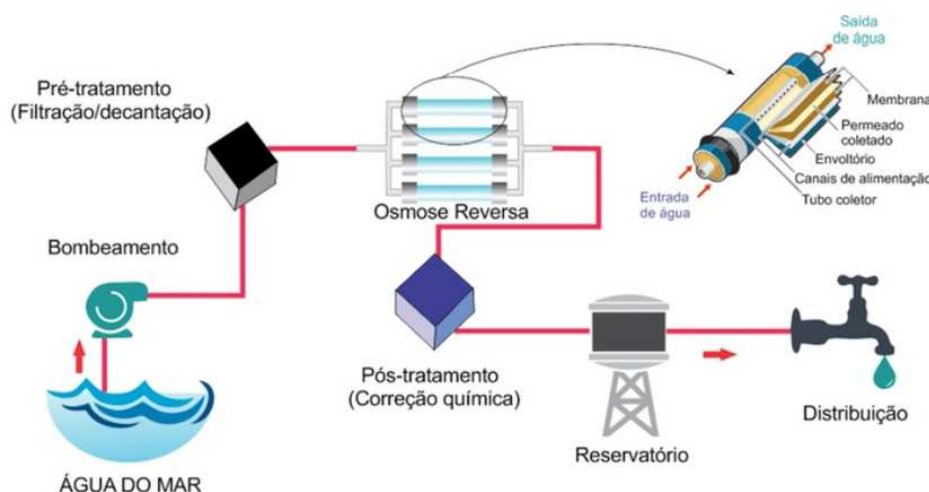 Pré-tratamento
(Filtração/decantação)
Bombeamento
ÁGUA DO MAR
Osmose Reversa
Saída
de água
Membrana
Permeado
coletado
Envoltório
Canais de alimentação
Tubo coletor
Entrada
de água
Pós-tratamento
(Correção química)
Reservatório
Distribuição